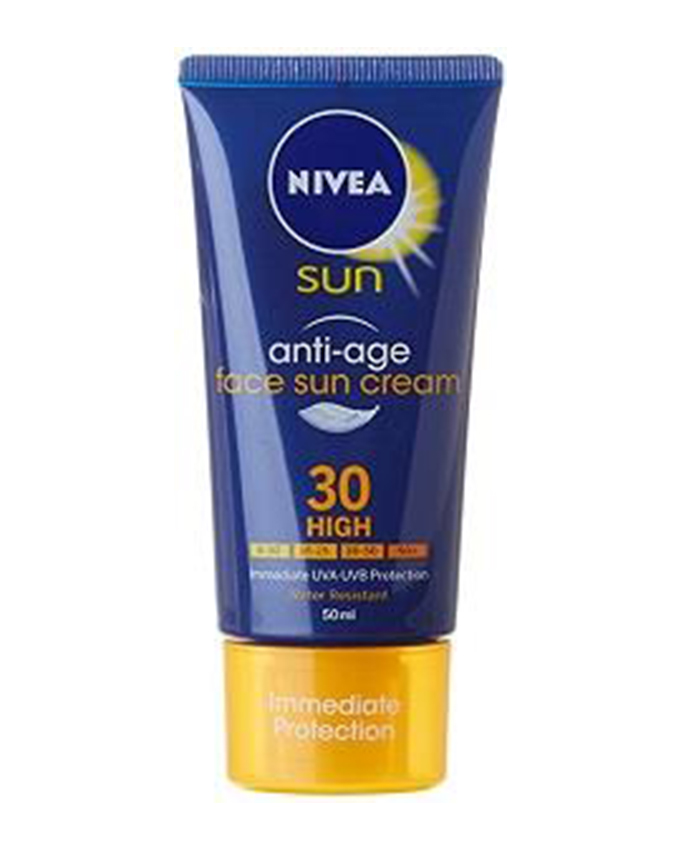 NIVEA
sun
anti-age
face sun cream
30
HIGH
Immediate UVA-UVB Protection
Water Resistant
50ml
Immediate
Protection